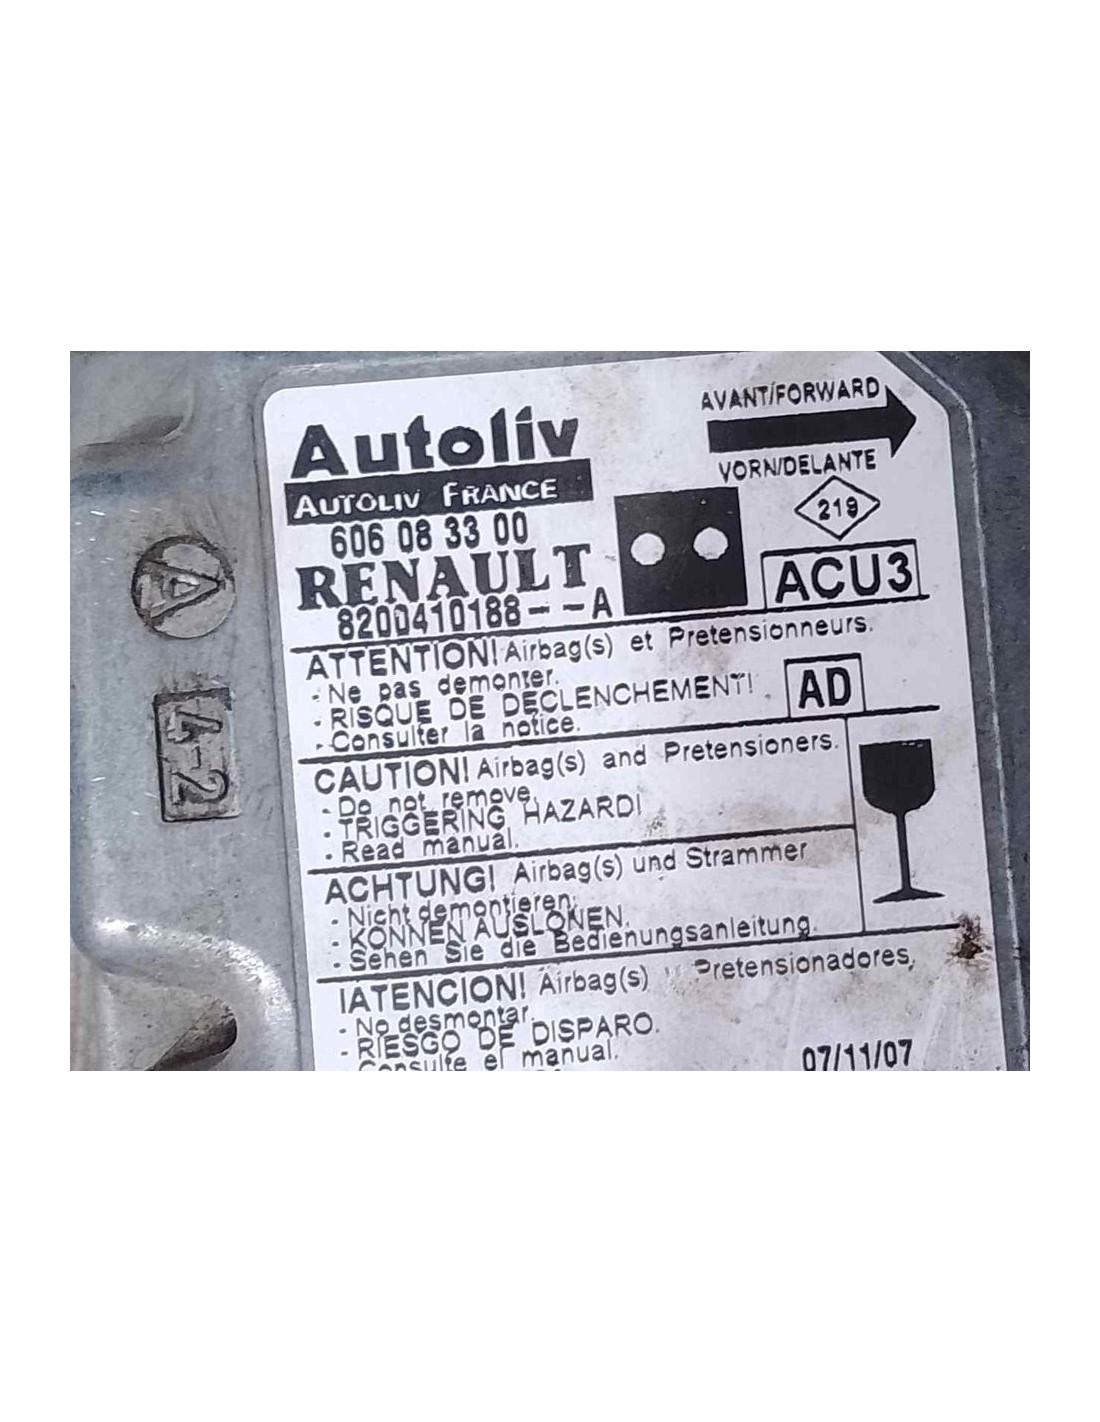 Autoliv
AUTOLIV FRANCE
606 08 33 00
RENAULT
8200410188--A
AVANT/FORWARD
VORN/DELANTE
219
ACU3
ATTENTION! Airbag(s) et Pretensionneurs.
- Ne pas demonter.
- RISQUE DE DECLENCHEMENT!
- Consulter la notice.
AD
CAUTION! Airbag(s) and Pretensioners.
- Do not remove.
- TRIGGERING HAZARD!
- Read manual.
ACHTUNG! Airbag(s) und Strammer
- Nicht demontieren.
- KONNEN AUSLONEN.
- Sehen Sie die Bedienungsanleitung.
!ATENCION! Airbag(s) Pretensionadores.
- No desmontar.
- RIESGO DE DISPARO.
Consulte el manual.
07/11/07
4-2